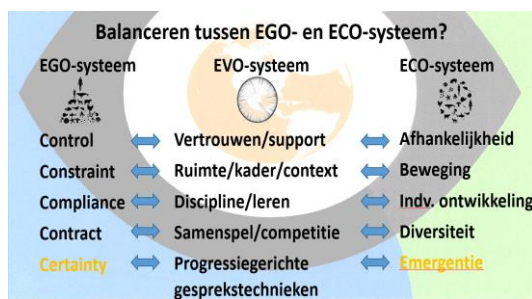 Balanceren tussen EGO- en ECO-systeem?
EGO-systeem EVO-systeem ECO-systeem
Control Vertrouwen/support Afhankelijkheid
Constraint Ruimte/kader/context Beweging
Compliance Discipline/leren Indv. ontwikkeling
Contract Samenspel/competitie Diversiteit
Certainty Progressiegerichte Emergentie
gesprekstechnieken